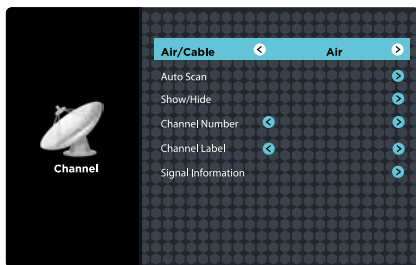 Air/Cable Air
Auto Scan
Show/Hide
Channel Number
Channel Label
Signal Information
Channel